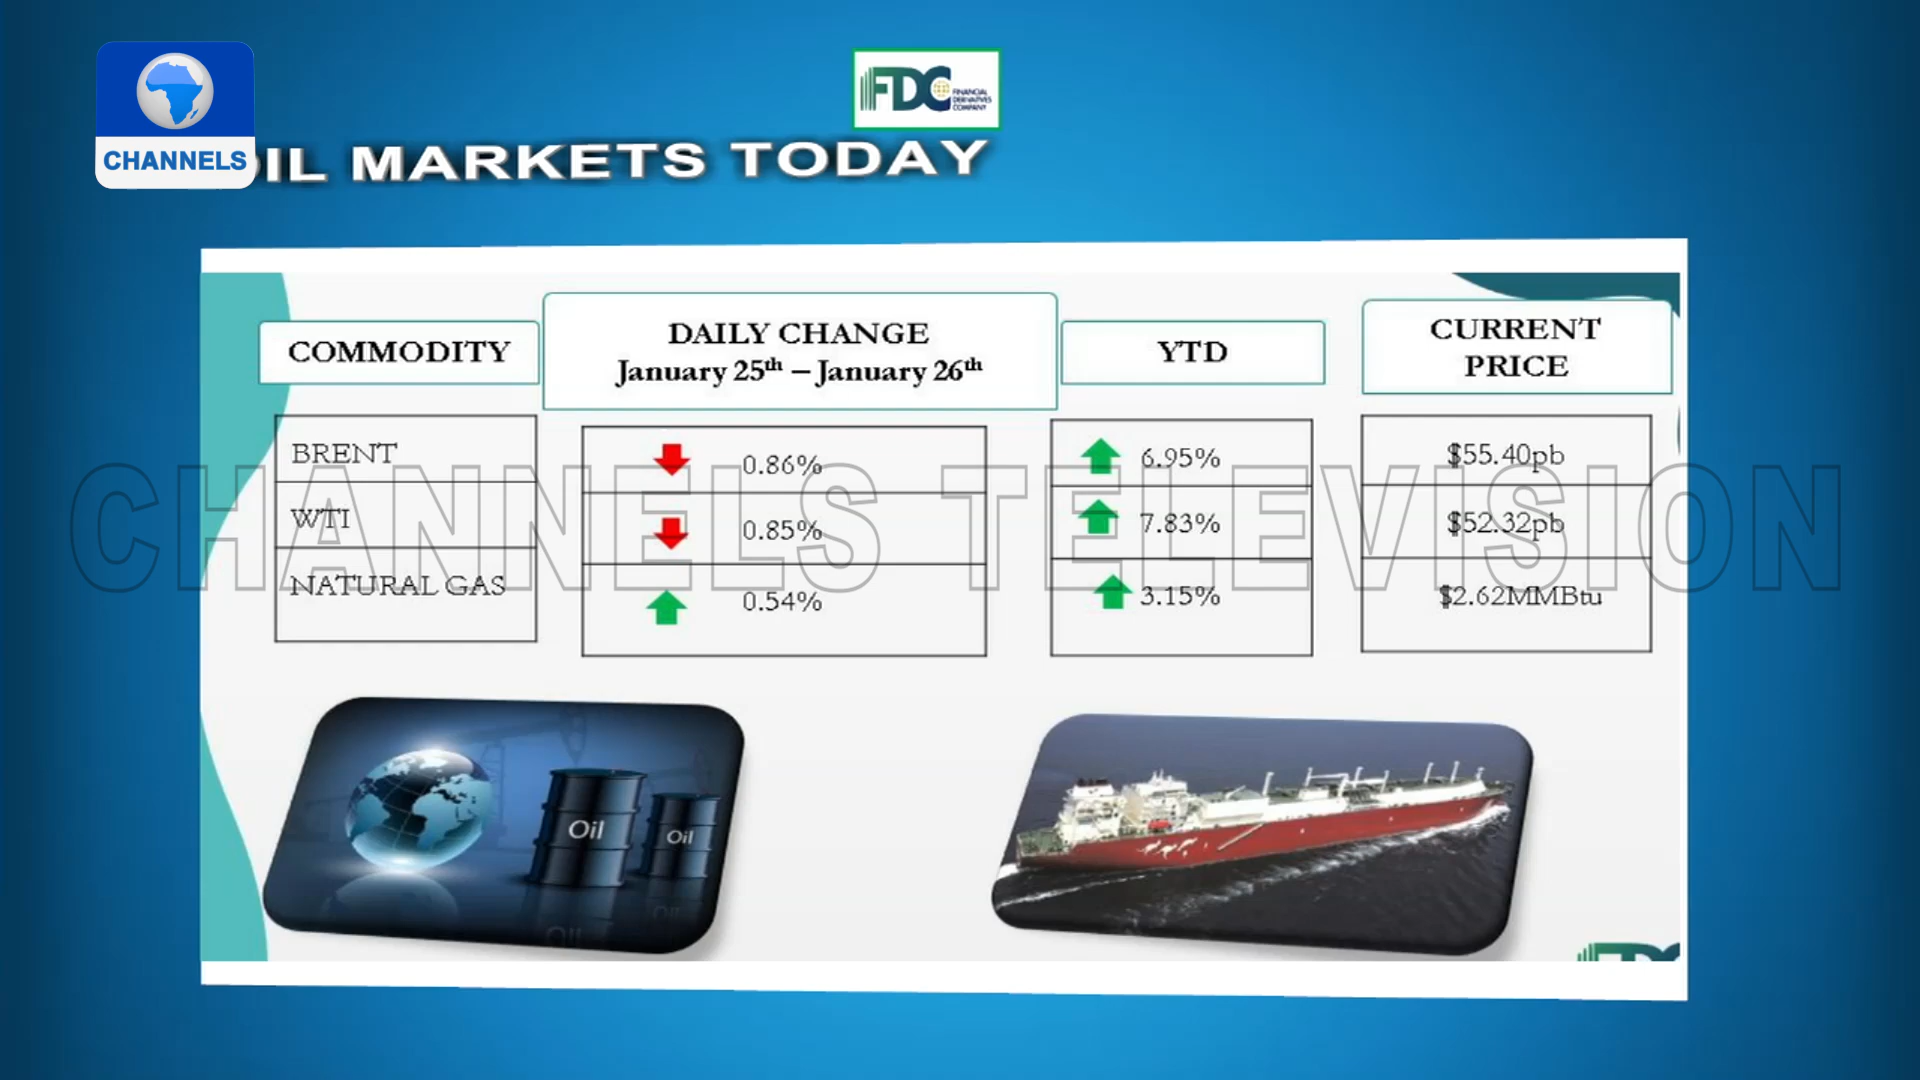 FDC FINANCIAL
DERIVATIVES
COMPANY
CHANNELS
OIL MARKETS TODAY
COMMODITY
DAILY CHANGE
January 25th – January 26th
YTD
CURRENT
PRICE
BRENT 0.86% 6.95% $55.40pb
WTI 0.85% 7.83% $52.32pb
NATURAL GAS 0.54% 3.15% $2.62MMBtu
CHANNELS TELEVISION
Oil
Oil
FDC